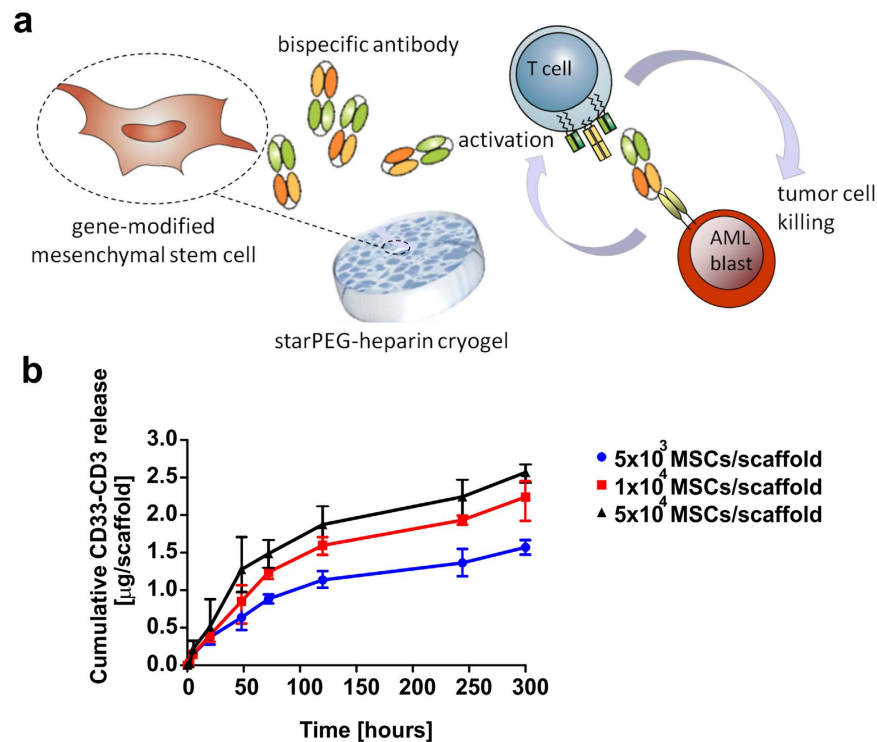 a
bispecific antibody
T cell
activation
gene-modified
mesenchymal stem cell
tumor cell
killing
AML
blast
starPEG-heparin cryogel
b
Cumulative CD33-CD3 release
[µg/scaffold]
3.0
2.5
2.0
1.5
1.0
0.5
0.0
0 50 100 150 200 250 300
Time [hours]
5x10³ MSCs/scaffold
1x10⁴ MSCs/scaffold
5x10⁴ MSCs/scaffold